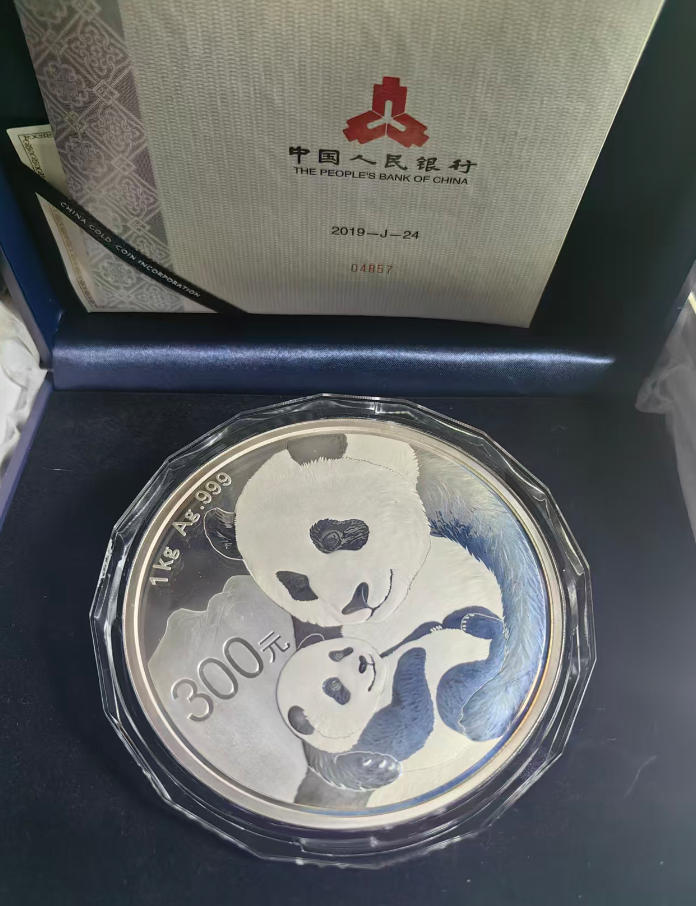 中国人民银行
THE PEOPLE'S BANK OF CHINA
2019—J—24
04857
CHINA GOLD COIN INCORPORATION
1kg Ag.999
300元